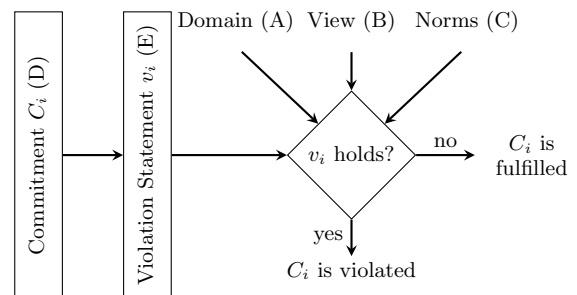 Domain (A) View (B) Norms (C)
Commitment $C_i$ (D)
Violation Statement $v_i$ (E)
$v_i$ holds?
no
$C_i$ is
fulfilled
yes
$C_i$ is violated